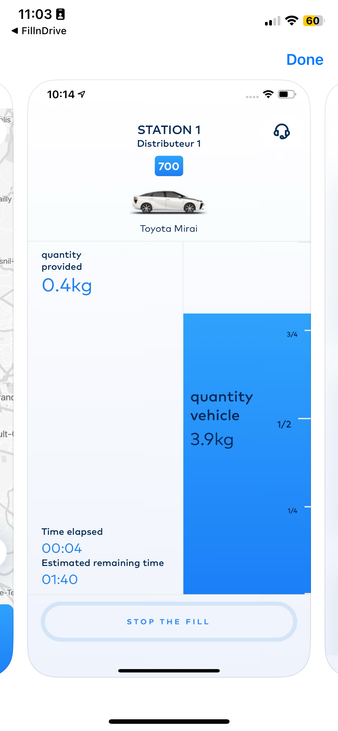 11:03
60
FillnDrive
Done
10:14
STATION 1
Distributeur 1
700
Toyota Mirai
quantity
provided
0.4kg
3/4
quantity
vehicle
1/2
3.9kg
1/4
Time elapsed
00:04
Estimated remaining time
01:40
STOP THE FILL